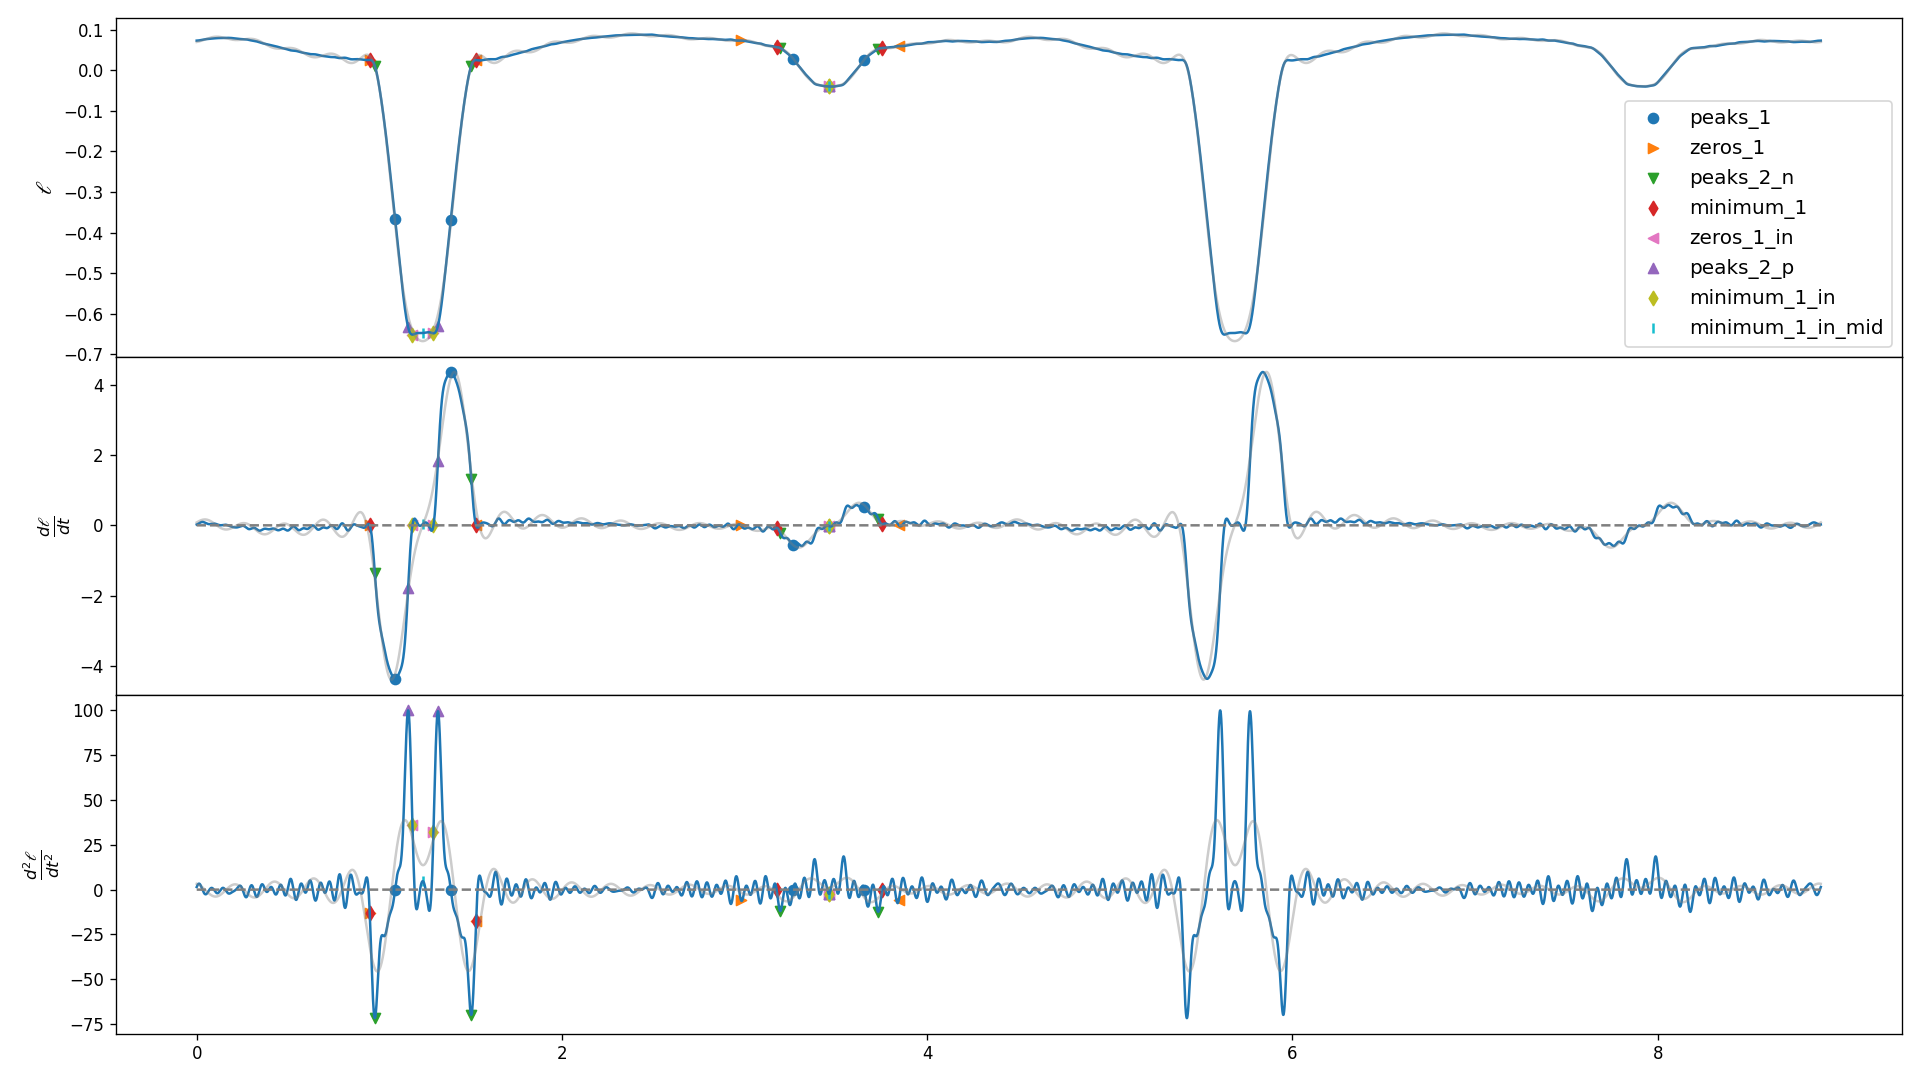 0.1
0.0
−0.1
−0.2
−0.3
−0.4
−0.5
−0.6
−0.7
ℓ
peaks_1
zeros_1
peaks_2_n
minimum_1
zeros_1_in
peaks_2_p
minimum_1_in
minimum_1_in_mid
4
2
0
−2
−4
dℓ
dt
100
75
50
25
0
−25
−50
−75
d²ℓ
dt²
0 2 4 6 8